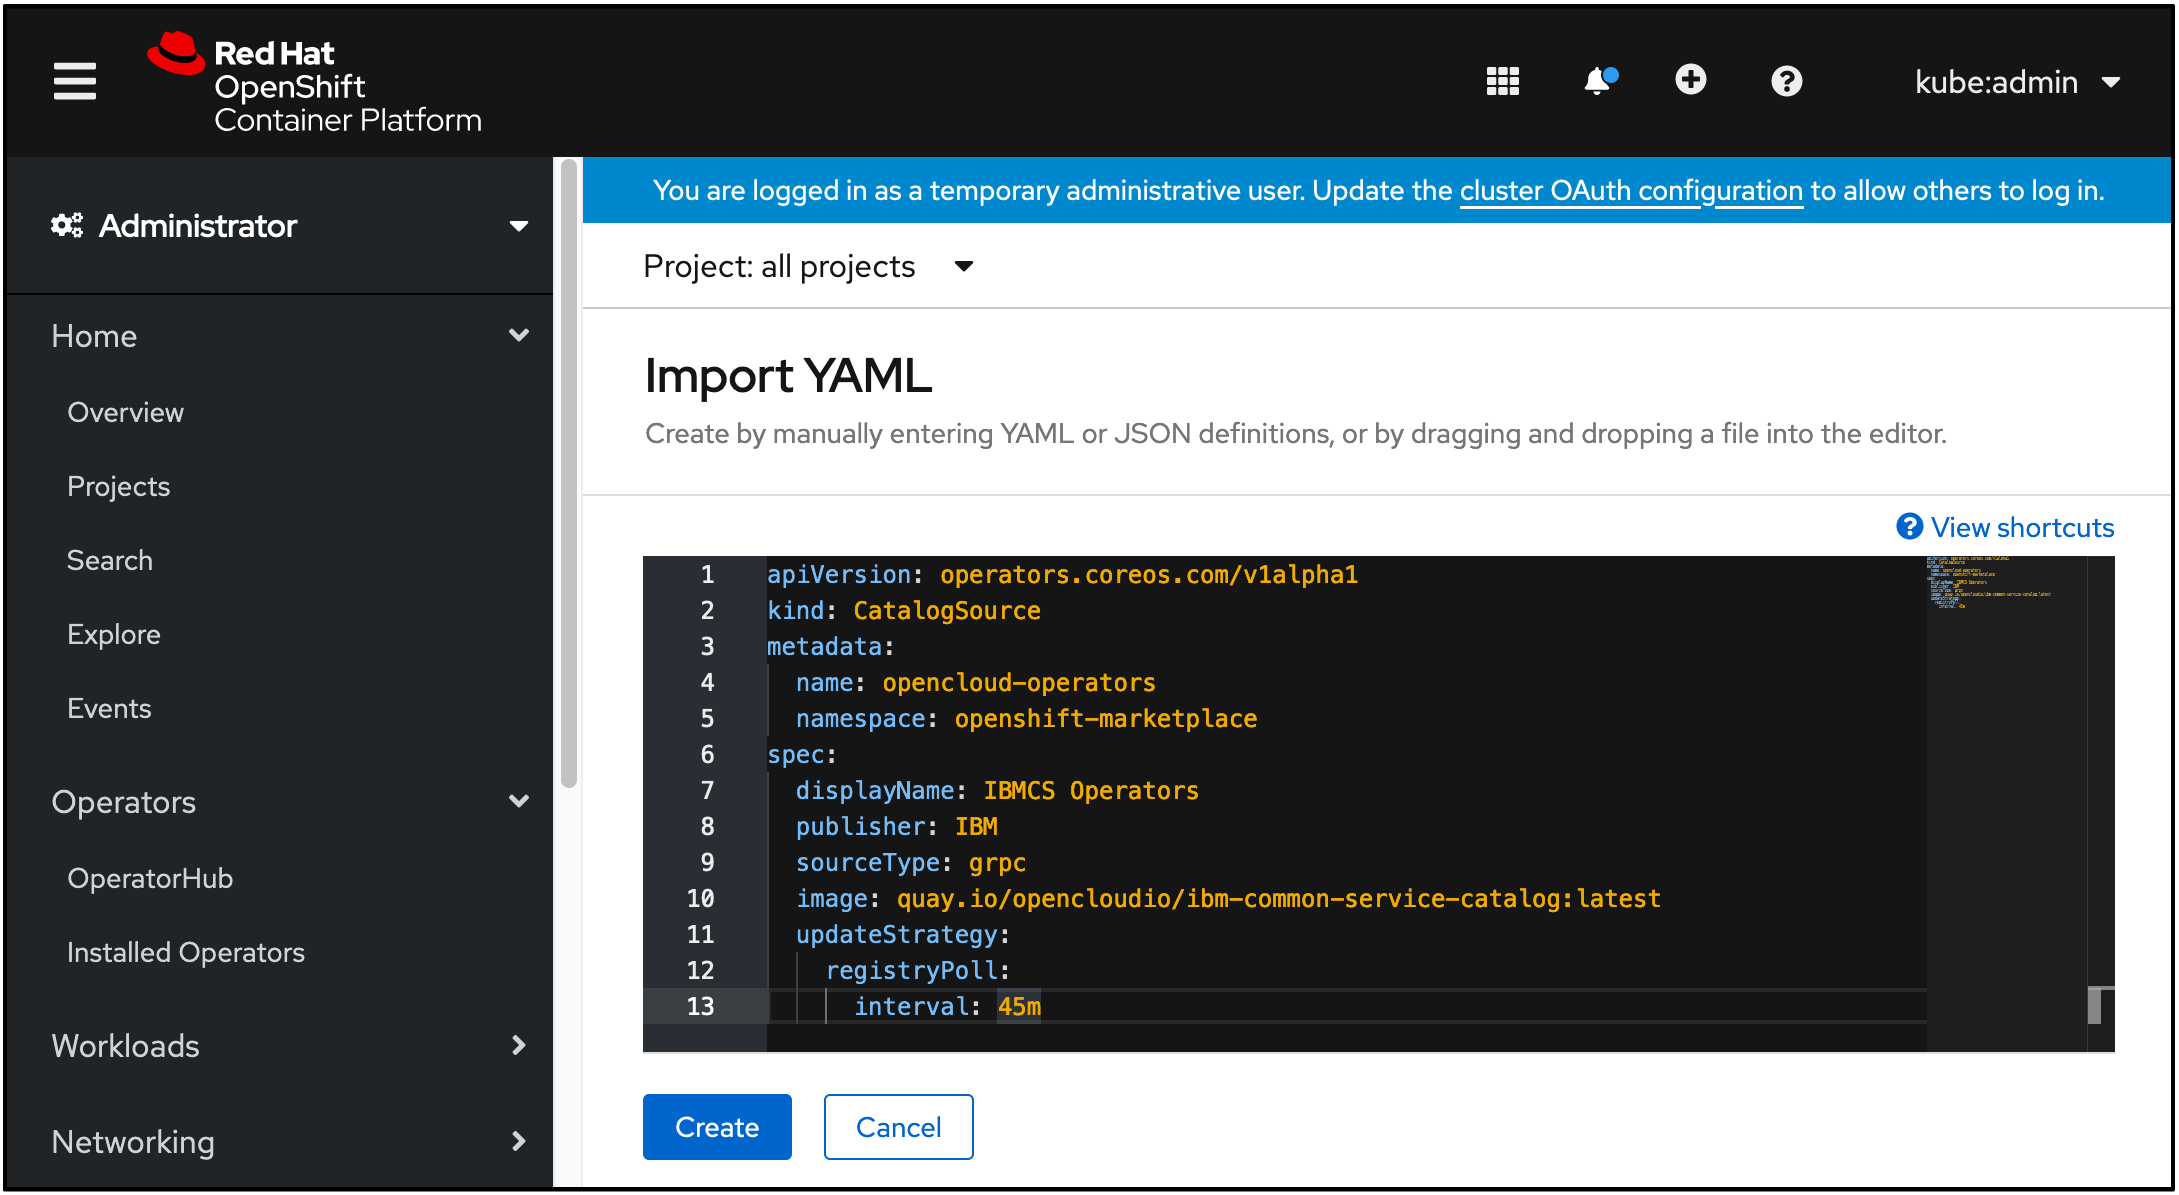 Red Hat
OpenShift
Container Platform
kube:admin
Administrator
Home
Overview
Projects
Search
Explore
Events
Operators
OperatorHub
Installed Operators
Workloads
Networking
You are logged in as a temporary administrative user. Update the cluster OAuth configuration to allow others to log in.
Project: all projects
Import YAML
Create by manually entering YAML or JSON definitions, or by dragging and dropping a file into the editor.
View shortcuts
1 apiVersion: operators.coreos.com/v1alpha1
2 kind: CatalogSource
3 metadata:
4   name: opencloud-operators
5   namespace: openshift-marketplace
6 spec:
7   displayName: IBMCS Operators
8   publisher: IBM
9   sourceType: grpc
10   image: quay.io/opencloudio/ibm-common-service-catalog:latest
11   updateStrategy:
12     registryPoll:
13       interval: 45m
Create
Cancel